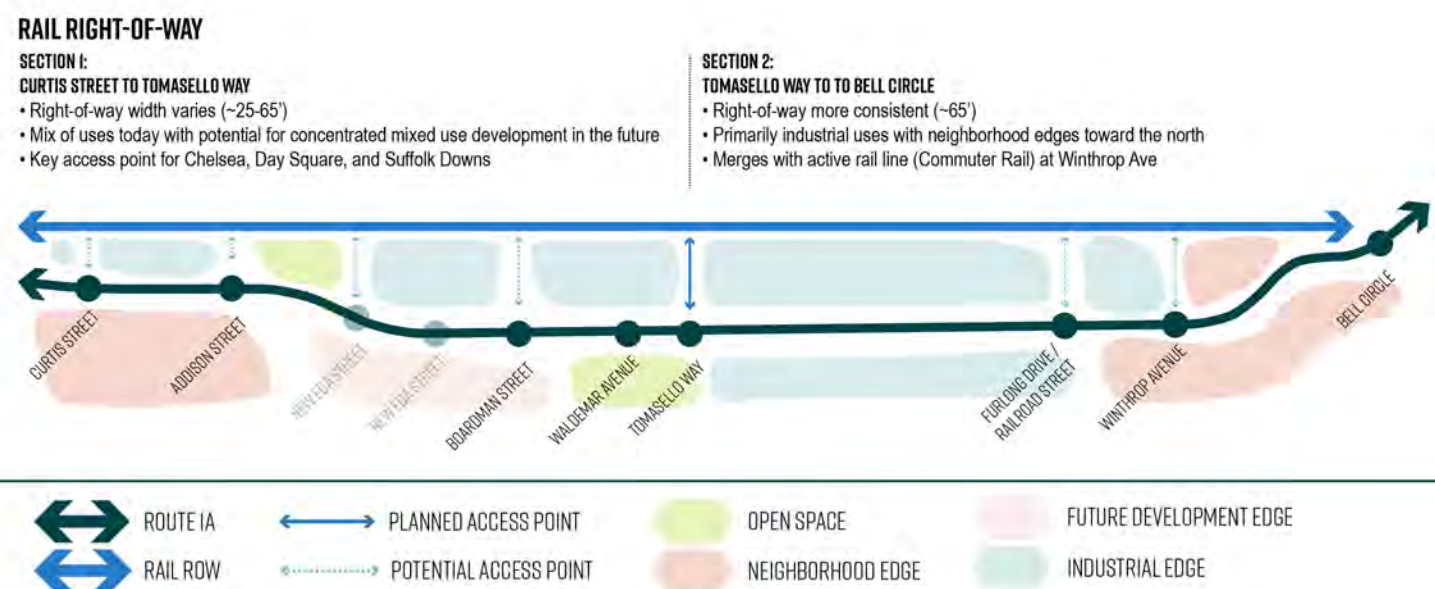 RAIL RIGHT-OF-WAY
SECTION 1:
CURTIS STREET TO TOMASELLO WAY
• Right-of-way width varies (~25-65')
• Mix of uses today with potential for concentrated mixed use development in the future
• Key access point for Chelsea, Day Square, and Suffolk Downs
SECTION 2:
TOMASELLO WAY TO TO BELL CIRCLE
• Right-of-way more consistent (~65')
• Primarily industrial uses with neighborhood edges toward the north
• Merges with active rail line (Commuter Rail) at Winthrop Ave
CURTIS STREET
ADDISON STREET
NEW EDA STREET
NEW EDA STREET
BOARDMAN STREET
WALDEMAR AVENUE
TOMASELLO WAY
FURLONG DRIVE /
RAILROAD STREET
WINTHROP AVENUE
BELL CIRCLE
ROUTE 1A
RAIL ROW
PLANNED ACCESS POINT
POTENTIAL ACCESS POINT
OPEN SPACE
NEIGHBORHOOD EDGE
FUTURE DEVELOPMENT EDGE
INDUSTRIAL EDGE